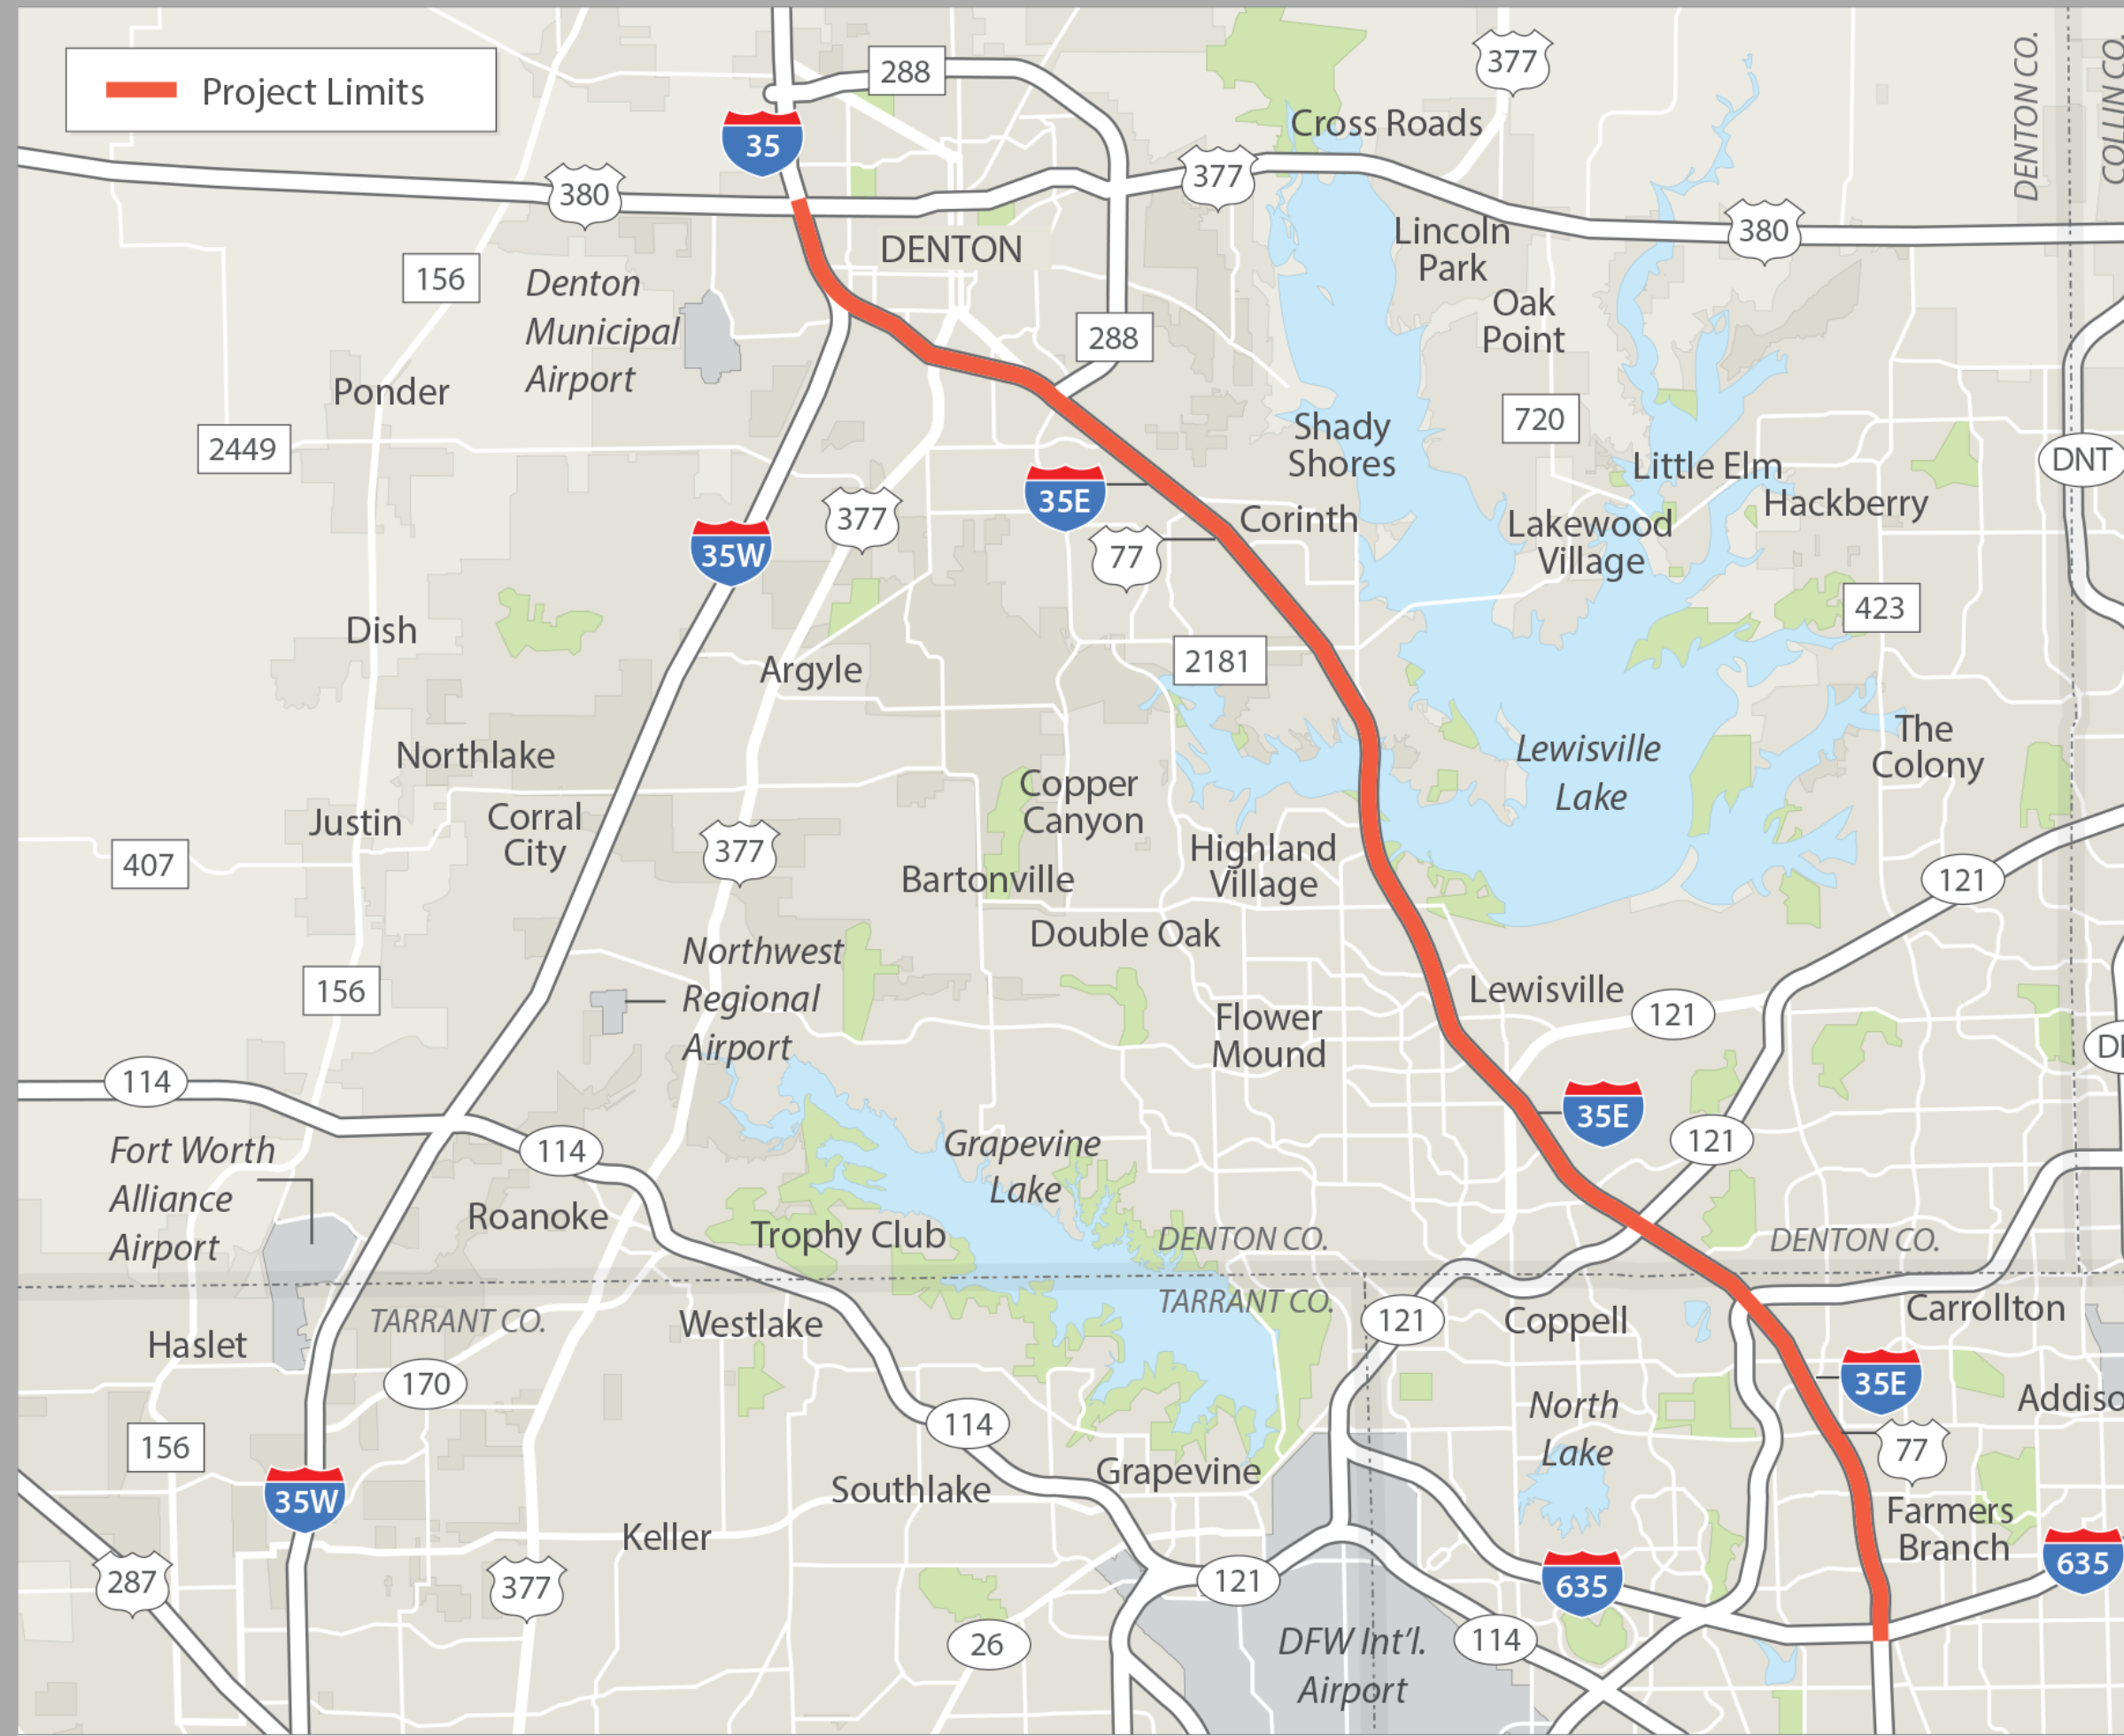 Project Limits
288
377
35
Cross Roads
DENTON CO.
COLLIN CO.
380
377
380
DENTON
Lincoln
Park
156
Denton
Municipal
Airport
Oak
Point
288
Ponder
720
Shady
Shores
2449
DNT
Little Elm
35E
377
Hackberry
Corinth
Lakewood
Village
35W
77
423
Dish
2181
Argyle
The
Colony
Northlake
Lewisville
Lake
Copper
Canyon
Justin
Corral
City
377
407
Highland
Village
Bartonville
121
Double Oak
Northwest
Regional
Airport
156
Lewisville
121
Flower
Mound
114
35E
121
Fort Worth
Alliance
Airport
114
Grapevine
Lake
Roanoke
Trophy Club
DENTON CO.
DENTON CO.
TARRANT CO.
TARRANT CO.
Westlake
121
Coppell
Carrollton
Haslet
170
35E
Addiso
North
Lake
114
156
77
Grapevine
Southlake
35W
Farmers
Branch
Keller
635
635
287
377
121
26
DFW Int'l.
Airport
114